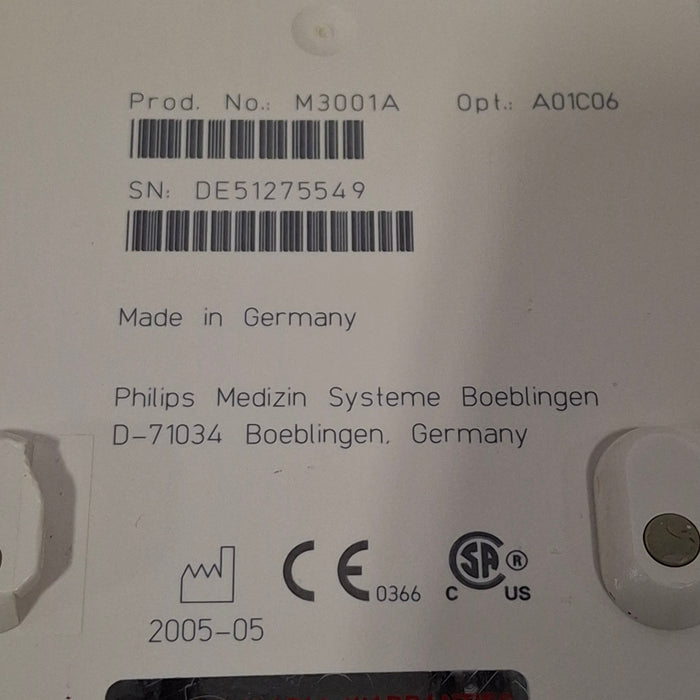 Prod. No.: M3001A Opt.: A01C06
SN: DE51275549
Made in Germany
Philips Medizin Systeme Boeblingen
D-71034 Boeblingen, Germany
CE 0366
SA ®
C US
2005-05